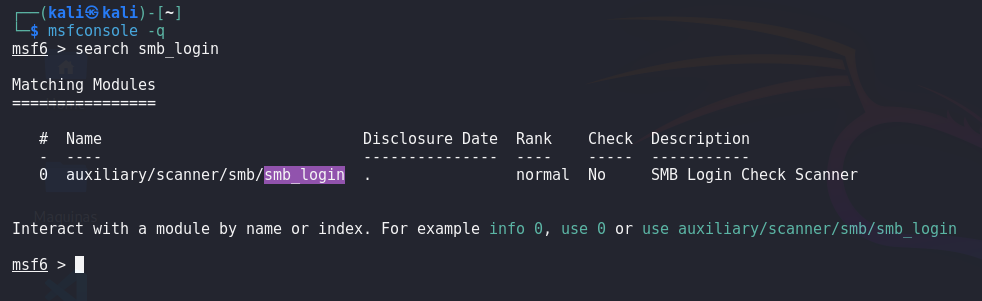 ┌──(kali㉿kali)-[~]
└─$ msfconsole -q
msf6 > search smb_login
Matching Modules
================
#  Name                                 Disclosure Date  Rank    Check  Description
-  ----                                 ---------------  ----    -----  -----------
0  auxiliary/scanner/smb/smb_login  .                normal  No     SMB Login Check Scanner
Maquigas
Interact with a module by name or index. For example info 0, use 0 or use auxiliary/scanner/smb/smb_login
msf6 >